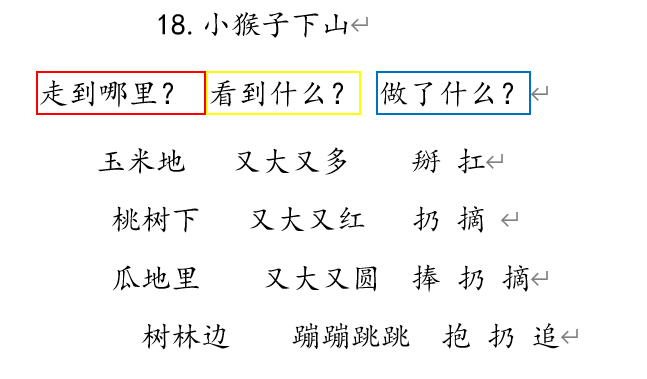 18. 小猴子下山
走到哪里？ 看到什么？ 做了什么？
玉米地 又大又多 掰 扛
桃树下 又大又红 扔 摘
瓜地里 又大又圆 捧 扔 摘
树林边 蹦蹦跳跳 抱 扔 追